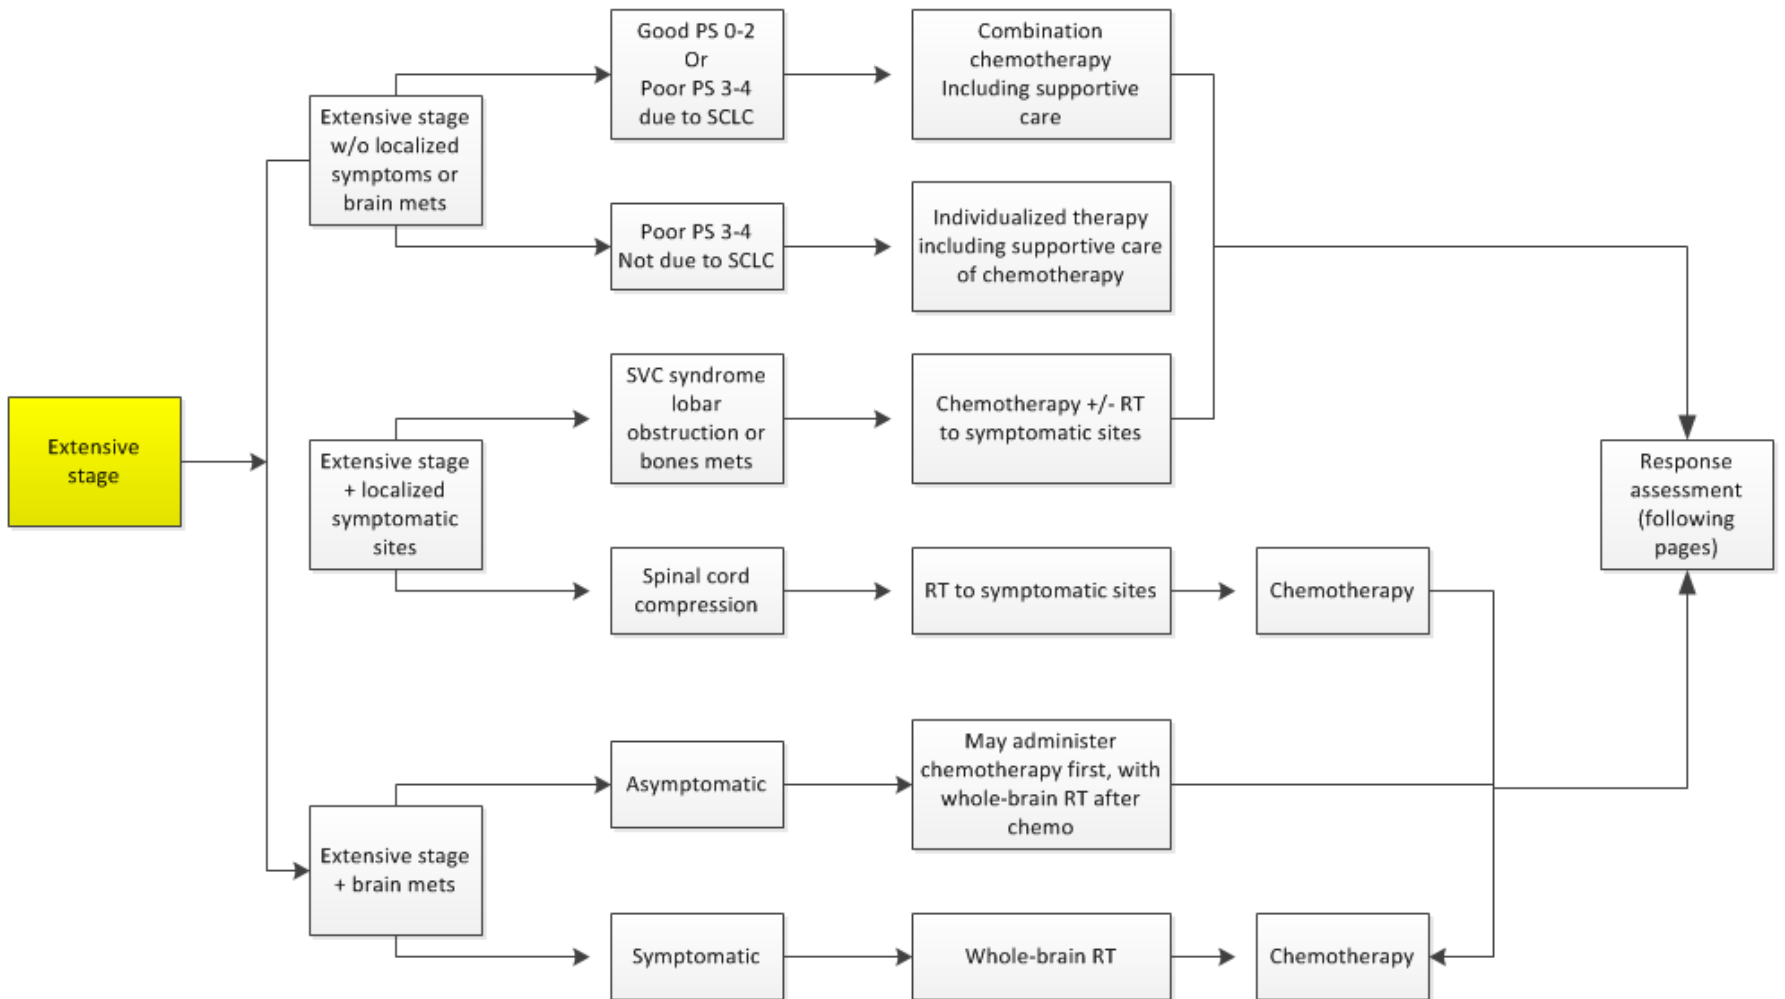 Good PS 0-2
Or
Poor PS 3-4
due to SCLC
Combination
chemotherapy
Including supportive
care
Extensive stage
w/o localized
symptoms or
brain mets
Poor PS 3-4
Not due to SCLC
Individualized therapy
including supportive care
of chemotherapy
SVC syndrome
lobar
obstruction or
bones mets
Chemotherapy +/- RT
to symptomatic sites
Extensive
stage
Extensive stage
+ localized
symptomatic
sites
Response
assessment
(following
pages)
Spinal cord
compression
RT to symptomatic sites
Chemotherapy
Asymptomatic
May administer
chemotherapy first, with
whole-brain RT after
chemo
Extensive stage
+ brain mets
Symptomatic
Whole-brain RT
Chemotherapy